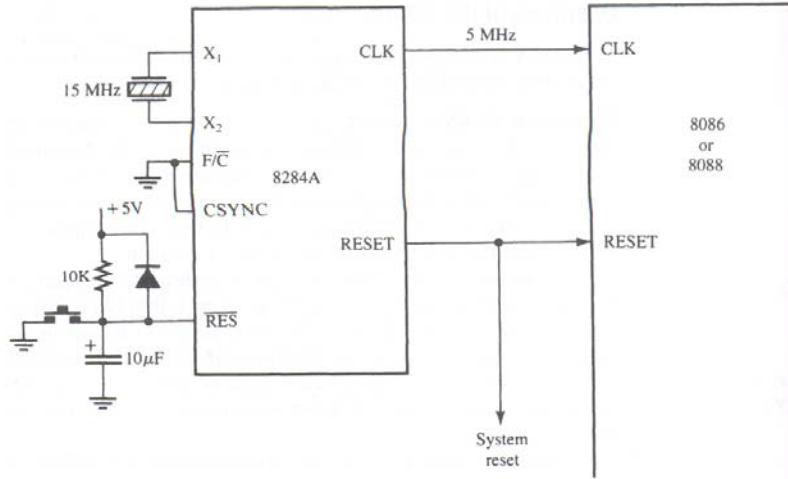 X₁
CLK
5 MHz
CLK
15 MHz
X₂
8086
or
8088
F/C̅
8284A
+5V
CSYNC
RESET
RESET
10K
R̅E̅S̅
+
10µF
System
reset